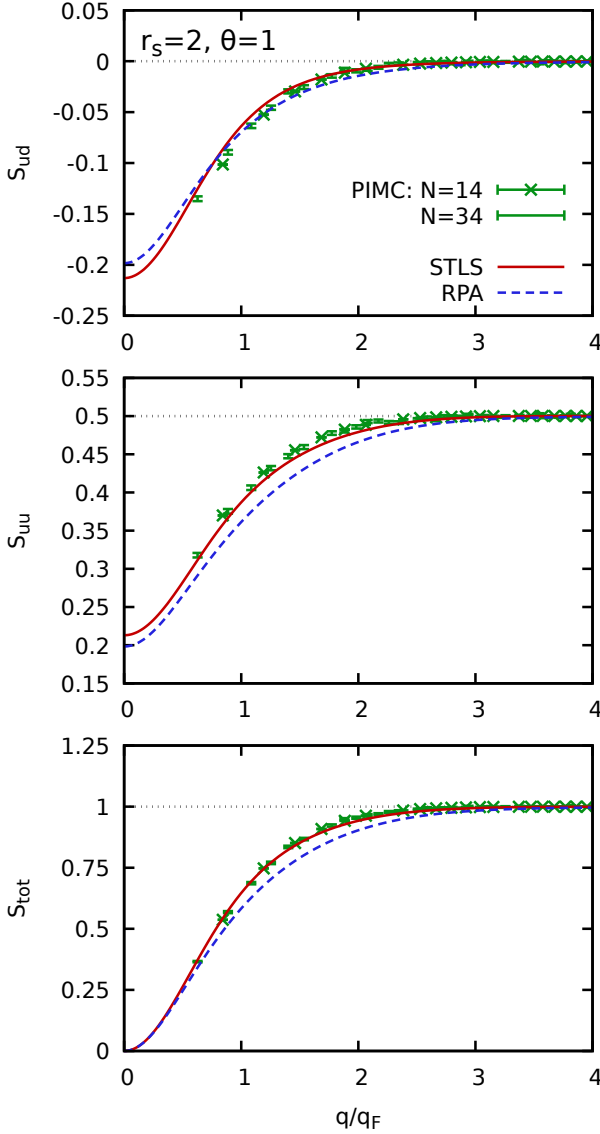 r_s=2, θ=1
0
-0.05
-0.1
-0.15
-0.2
-0.25
S_ud
PIMC: N=14
N=34
STLS
RPA
0 1 2 3 4
0.55
0.5
0.45
0.4
0.35
0.3
0.25
0.2
0.15
S_uu
0 1 2 3 4
1.25
1
0.75
0.5
0.25
0
S_tot
0 1 2 3 4
q/q_F